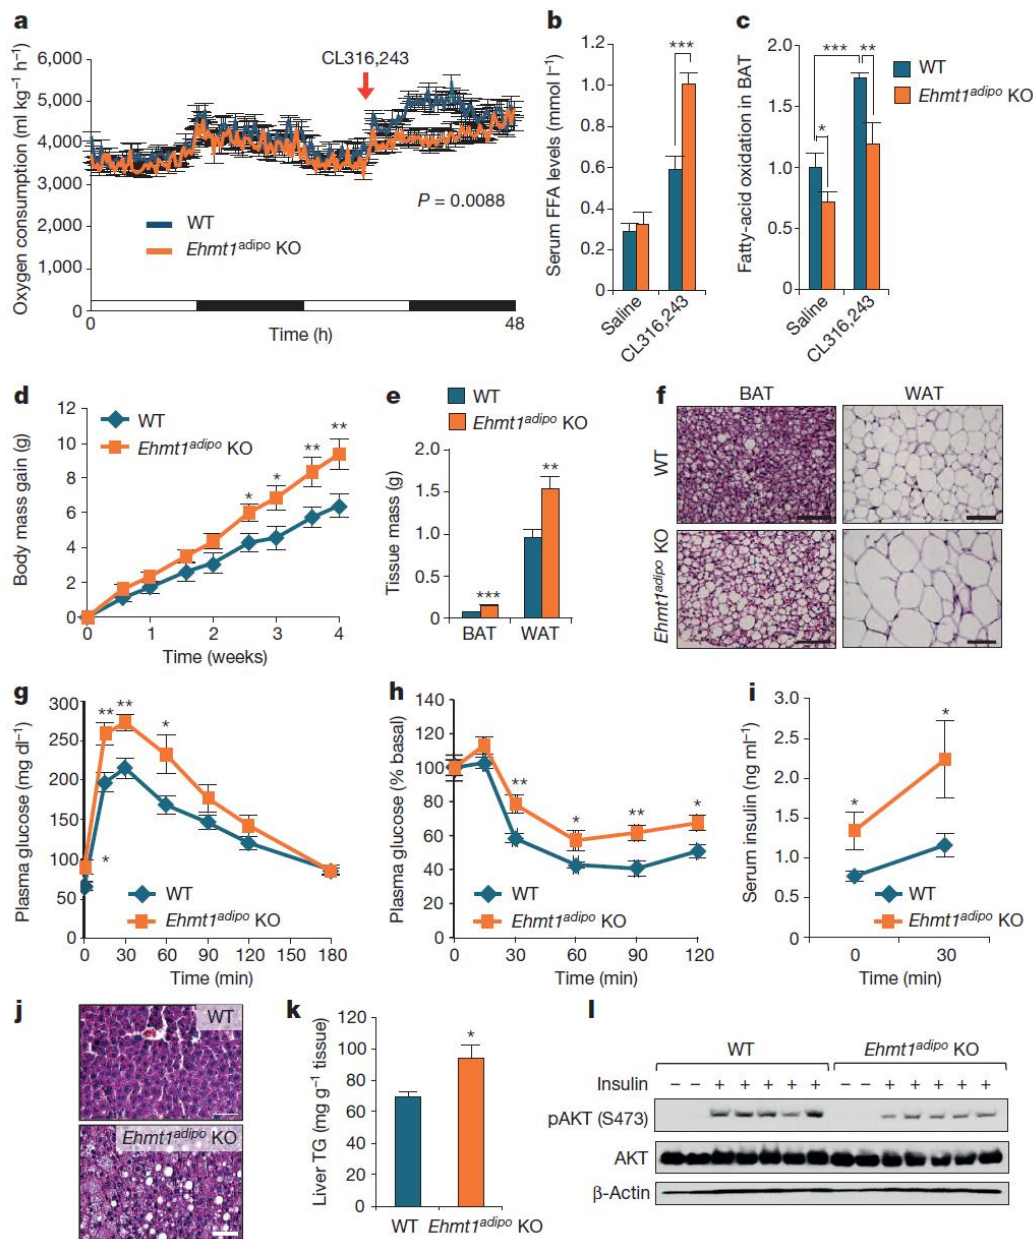 a
CL316,243
Oxygen consumption (ml kg⁻¹ h⁻¹)
6,000
5,000
4,000
3,000
2,000
1,000
0
P = 0.0088
WT
Ehmt1adipo KO
0
48
Time (h)
b
Serum FFA levels (nmol l⁻¹)
1.2
1.0
0.8
0.6
0.4
0.2
0
***
Saline
CL316,243
c
Fatty-acid oxidation in BAT
2.0
1.5
1.0
0.5
0
*** **
*
Saline
CL316,243
WT
Ehmt1adipo KO
d
Body mass gain (g)
12
10
8
6
4
2
0
WT
Ehmt1adipo KO
* * ** **
0 1 2 3 4
Time (weeks)
e
WT
Ehmt1adipo KO
Tissue mass (g)
2.0
1.5
1.0
0.5
0
***
**
BAT WAT
f
BAT WAT
WT
Ehmt1adipo KO
g
Plasma glucose (mg dl⁻¹)
300
250
200
150
100
50
0
** ** *
*
WT
Ehmt1adipo KO
0 30 60 90 120 180
Time (min)
h
Plasma glucose (% basal)
140
120
100
80
60
40
20
0
** * ** *
WT
Ehmt1adipo KO
0 30 60 90 120
Time (min)
i
Serum insulin (ng ml⁻¹)
3.0
2.5
2.0
1.5
1.0
0.5
0
* *
WT
Ehmt1adipo KO
0 30
Time (min)
j
WT
Ehmt1adipo KO
k
Liver TG (mg g⁻¹ tissue)
120
100
80
60
40
20
0
*
WT Ehmt1adipo KO
l
WT Ehmt1adipo KO
Insulin − − + + + + + − − + + + + +
pAKT (S473)
AKT
β-Actin